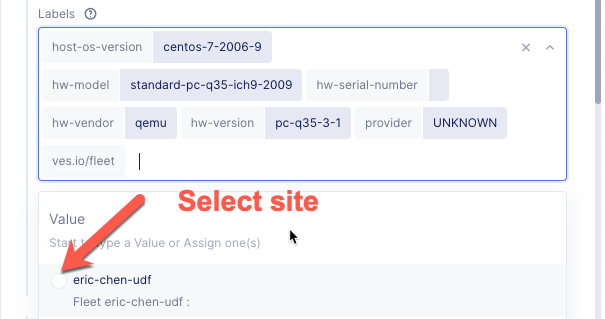 Labels
host-os-version centos-7-2006-9
hw-model standard-pc-q35-ich9-2009 hw-serial-number
hw-vendor qemu hw-version pc-q35-3-1 provider UNKNOWN
ves.io/fleet
Select site
Value
Start to type a Value or Assign one(s)
eric-chen-udf
Fleet eric-chen-udf :